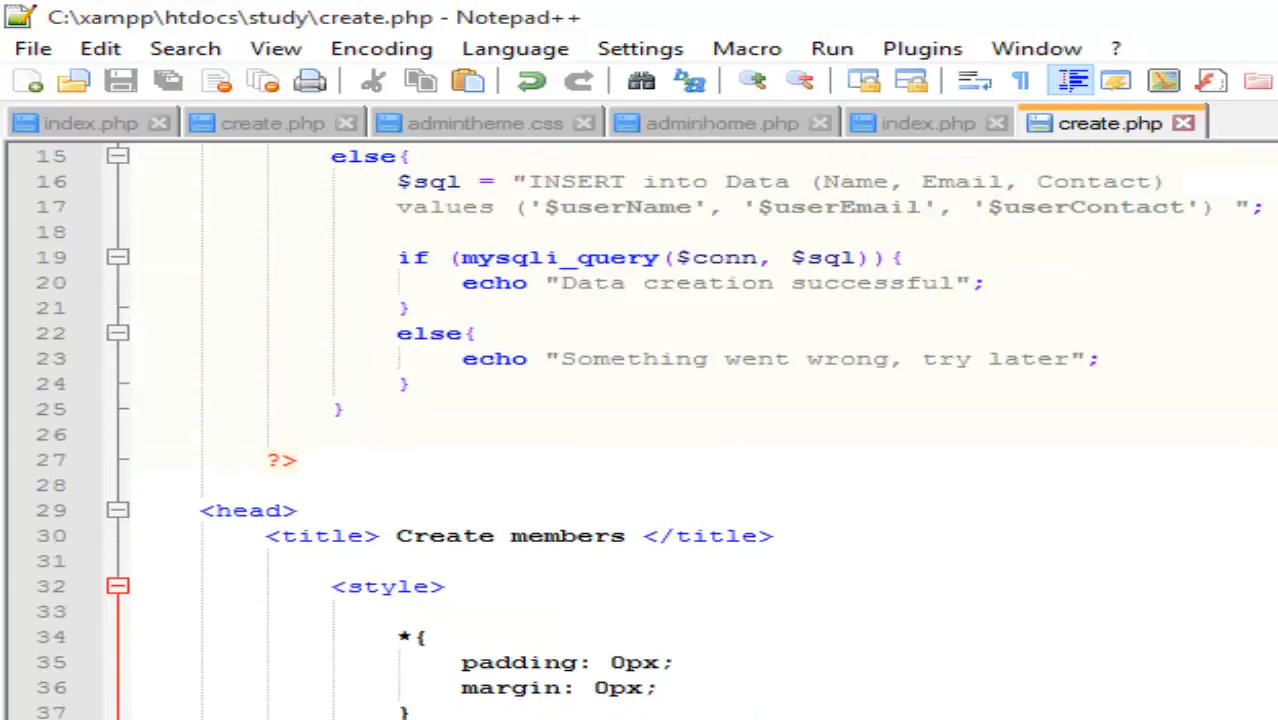 C:\xampp\htdocs\study\create.php - Notepad++
File Edit Search View Encoding Language Settings Macro Run Plugins Window ?
index.php create.php admintheme.css adminhome.php index.php create.php
15 else{
16 $sql = "INSERT into Data (Name, Email, Contact)
17 values ('$userName', '$userEmail', '$userContact') ";
18
19 if (mysqli_query($conn, $sql)){
20 echo "Data creation successful";
21 }
22 else{
23 echo "Something went wrong, try later";
24 }
25 }
26
27 ?>
28
29 <head>
30 <title> Create members </title>
31
32 <style>
33
34 *{
35 padding: 0px;
36 margin: 0px;
37 }